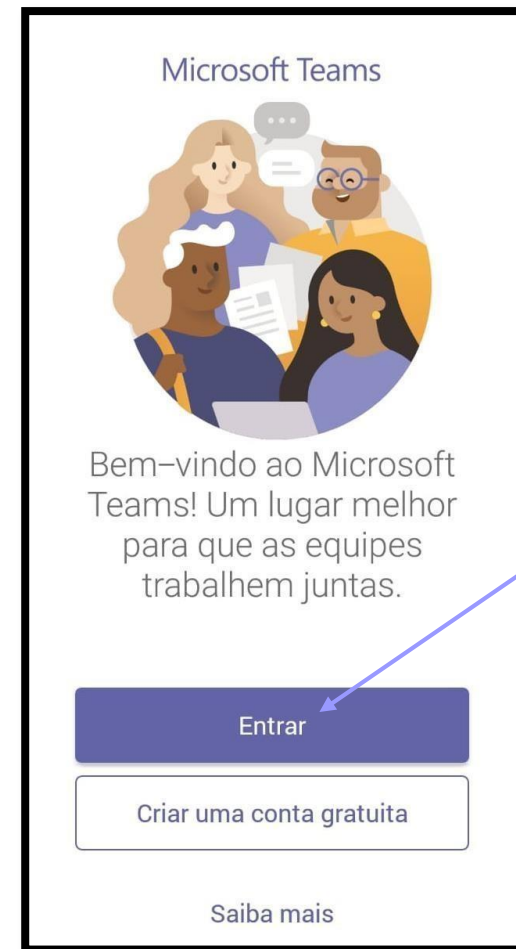 Microsoft Teams
Bem-vindo ao Microsoft
Teams! Um lugar melhor
para que as equipes
trabalhem juntas.
Entrar
Criar uma conta gratuita
Saiba mais